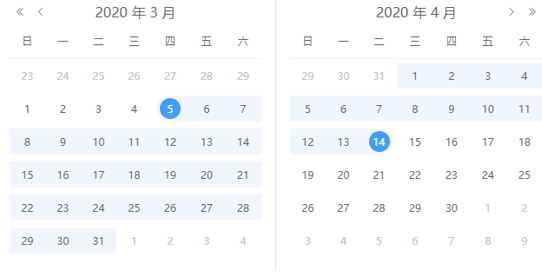 2020 年 3 月
日 一 二 三 四 五 六
23 24 25 26 27 28 29
1 2 3 4 5 6 7
8 9 10 11 12 13 14
15 16 17 18 19 20 21
22 23 24 25 26 27 28
29 30 31 1 2 3 4
2020 年 4 月
日 一 二 三 四 五 六
29 30 31 1 2 3 4
5 6 7 8 9 10 11
12 13 14 15 16 17 18
19 20 21 22 23 24 25
26 27 28 29 30 1 2
3 4 5 6 7 8 9